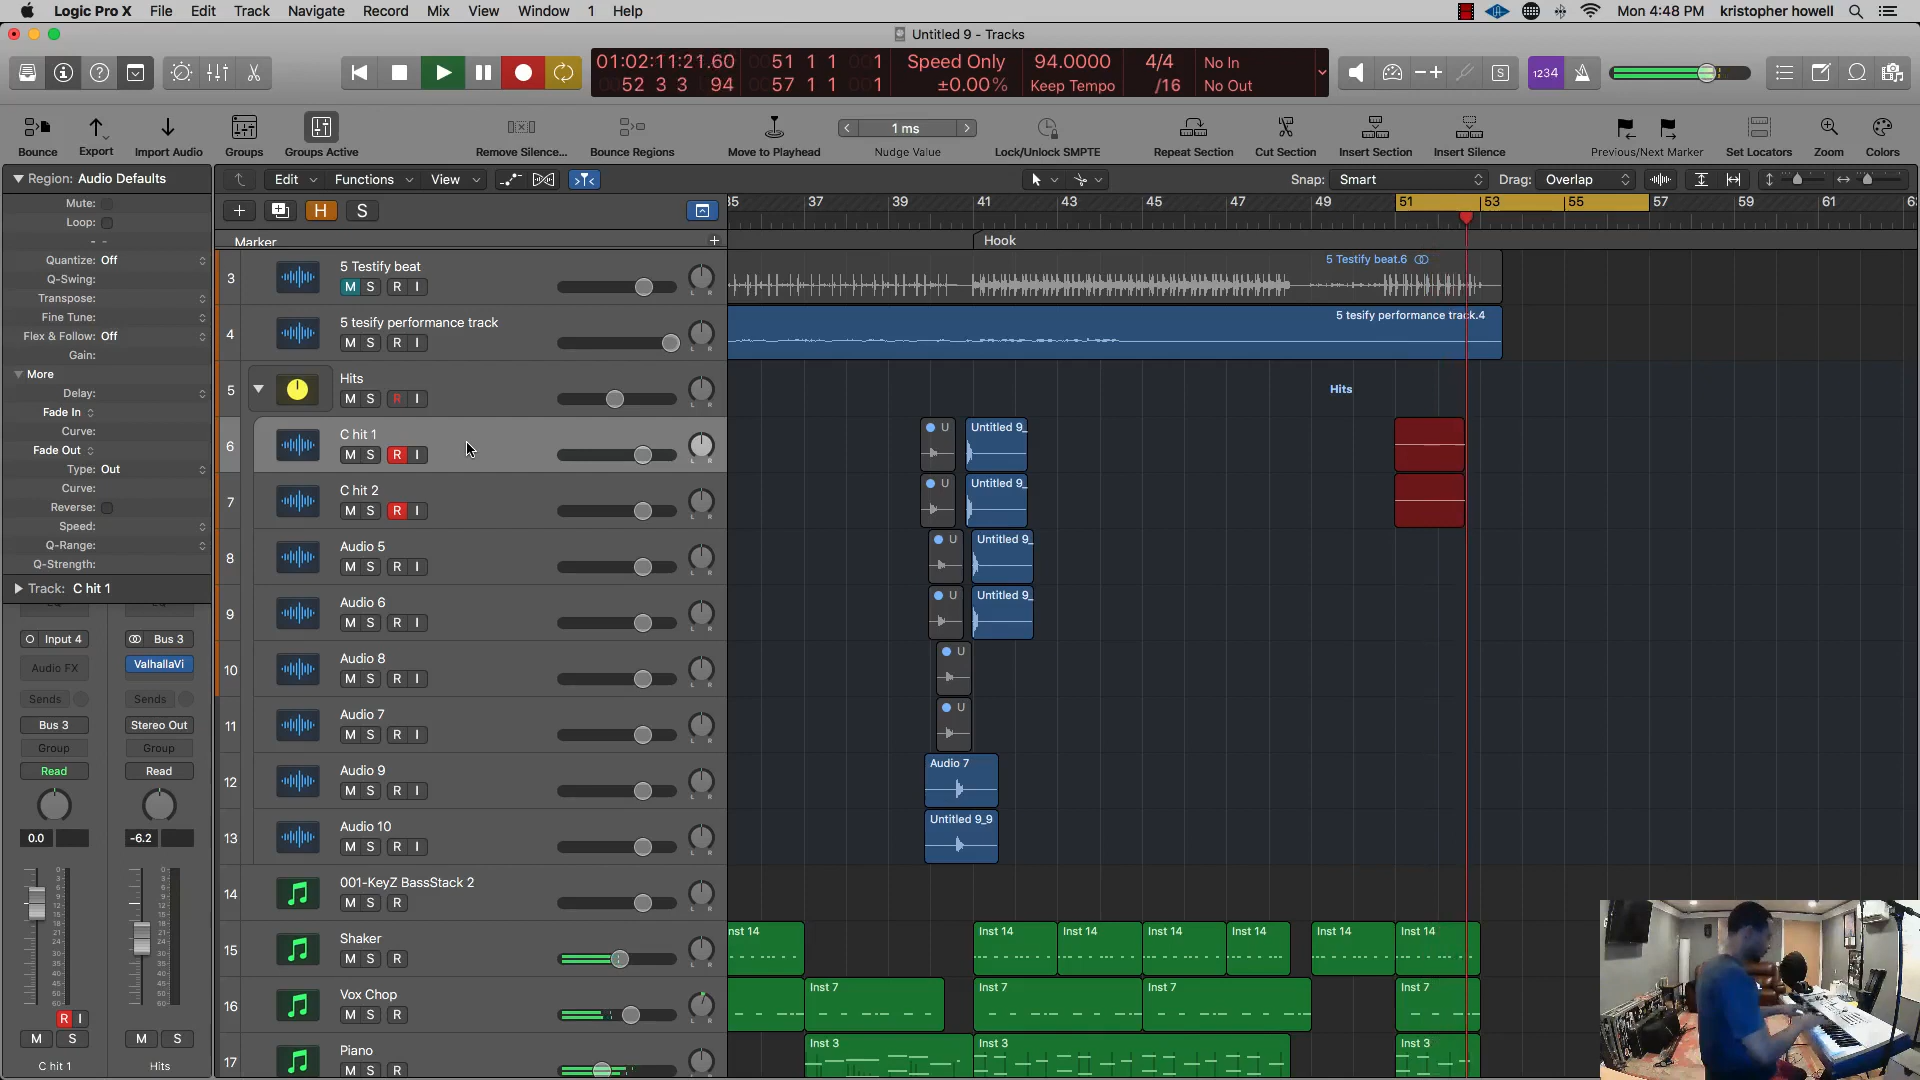 Logic Pro X File Edit Track Navigate Record Mix View Window 1 Help
Mon 4:48 PM kristopher howell
Untitled 9 - Tracks
01:02:11:21.60 51 1 1 1 Speed Only 94.0000 4/4 No In
52 3 3 94 57 1 1 1 ±0.00% Keep Tempo /16 No Out
1234
Bounce Export Import Audio Groups Groups Active Remove Silence... Bounce Regions Move to Playhead 1 ms Nudge Value Lock/Unlock SMPTE Repeat Section Cut Section Insert Section Insert Silence Previous/Next Marker Set Locators Zoom Colors
Region: Audio Defaults
Edit Functions View Snap: Smart Drag: Overlap
Mute:
Loop:
Quantize: Off
Q-Swing:
Transpose:
Fine Tune:
Flex & Follow: Off
Gain:
More
Delay:
Fade In
Curve:
Fade Out
Type: Out
Curve:
Reverse:
Speed:
Q-Range:
Q-Strength:
Track: C hit 1
Input 4 Bus 3
Audio FX ValhallaVi
Sends Sends
Bus 3 Stereo Out
Group Group
Read Read
0.0 -6.2
R I
M S M S
C hit 1 Hits
H S
35 37 39 41 43 45 47 49 51 53 55 57 59 61
Marker
Hook
3 5 Testify beat
M S R I
5 Testify beat.6
4 5 tesify performance track
M S R I
5 tesify performance track.4
5 Hits
M S R I
Hits
6 C hit 1
M S R I
U Untitled 9_
7 C hit 2
M S R I
U Untitled 9_
8 Audio 5
M S R I
U Untitled 9_
9 Audio 6
M S R I
U Untitled 9_
10 Audio 8
M S R I
U
11 Audio 7
M S R I
U
12 Audio 9
M S R I
Audio 7
13 Audio 10
M S R I
Untitled 9_9
14 001-KeyZ BassStack 2
M S R
15 Shaker
M S R
nst 14 Inst 14 Inst 14 Inst 14 Inst 14 Inst 14 Inst 14
16 Vox Chop
M S R
Inst 7 Inst 7 Inst 7 Inst 7
17 Piano
M S R
Inst 3 Inst 3 Inst 3